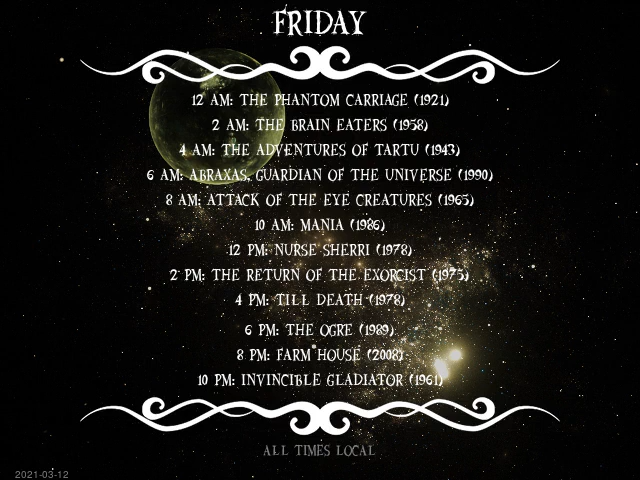 FRIDAY
12 AM: THE PHANTOM CARRIAGE (1921)
2 AM: THE BRAIN EATERS (1958)
4 AM: THE ADVENTURES OF TARTU (1943)
6 AM: ABRAXAS, GUARDIAN OF THE UNIVERSE (1990)
8 AM: ATTACK OF THE EYE CREATURES (1965)
10 AM: MANIA (1986)
12 PM: NURSE SHERRI (1978)
2 PM: THE RETURN OF THE EXORCIST (1975)
4 PM: TILL DEATH (1978)
6 PM: THE OGRE (1989)
8 PM: FARM HOUSE (2008)
10 PM: INVINCIBLE GLADIATOR (1961)
ALL TIMES LOCAL
2021-03-12